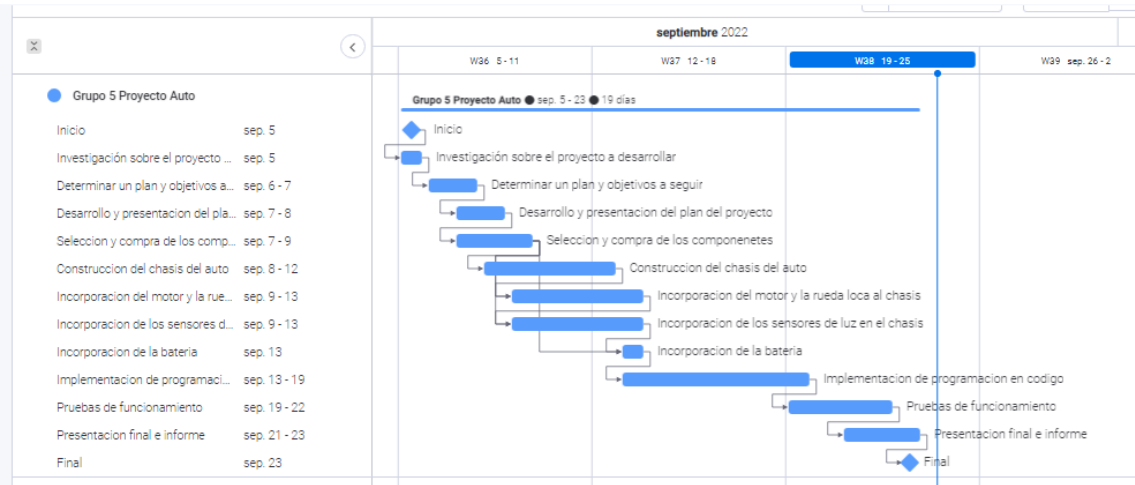 septiembre 2022
W36 5 - 11
W37 12 - 18
W38 19 - 25
W39 sep. 26 - 2
Grupo 5 Proyecto Auto
Grupo 5 Proyecto Auto ● sep. 5 - 23 ● 19 días
Inicio sep. 5
Inicio
Investigación sobre el proyecto ... sep. 5
Investigación sobre el proyecto a desarrollar
Determinar un plan y objetivos a... sep. 6 - 7
Determinar un plan y objetivos a seguir
Desarrollo y presentacion del pla... sep. 7 - 8
Desarrollo y presentacion del plan del proyecto
Seleccion y compra de los comp... sep. 7 - 9
Seleccion y compra de los componenetes
Construccion del chasis del auto sep. 8 - 12
Construccion del chasis del auto
Incorporacion del motor y la rue... sep. 9 - 13
Incorporacion del motor y la rueda loca al chasis
Incorporacion de los sensores d... sep. 9 - 13
Incorporacion de los sensores de luz en el chasis
Incorporacion de la bateria sep. 13
Incorporacion de la bateria
Implementacion de programaci... sep. 13 - 19
Implementacion de programacion en codigo
Pruebas de funcionamiento sep. 19 - 22
Pruebas de funcionamiento
Presentacion final e informe sep. 21 - 23
Presentacion final e informe
Final sep. 23
Final